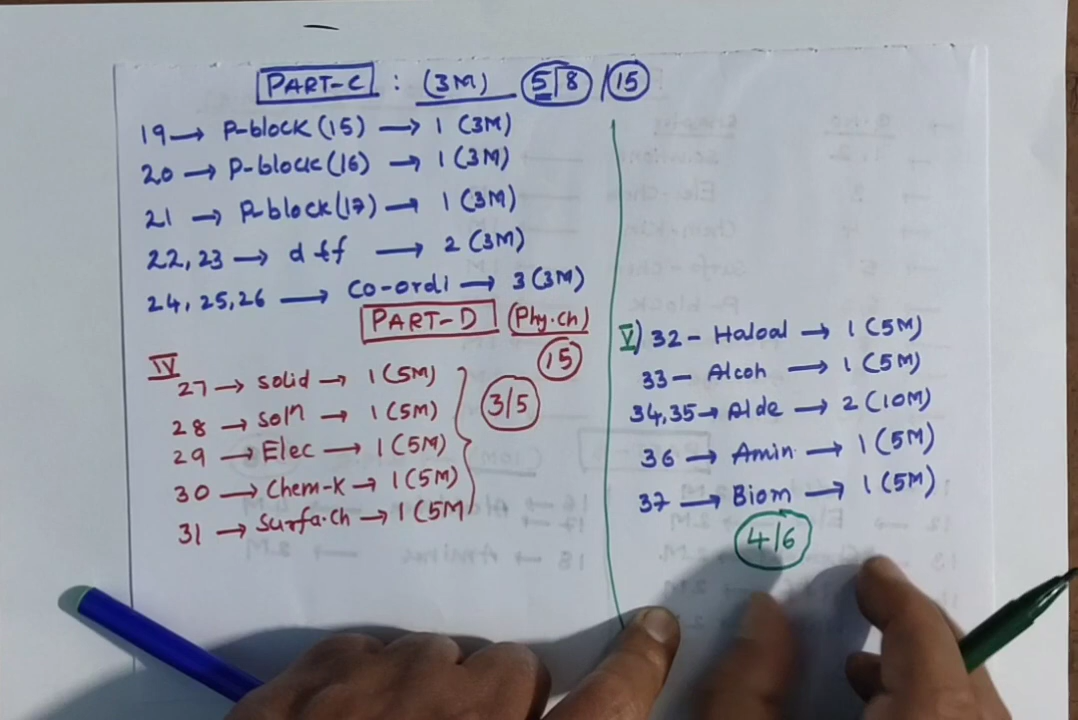 PART-C : (3M) 5/8 /15
19→ P-block(15) → 1 (3M)
20→ P-block(16) → 1 (3M)
21 → P-block(17) → 1 (3M)
22,23 → d ff → 2 (3M)
24,25,26 → Co-ordi → 3 (3M)
PART-D (Phy.ch)
15
IV
27→ Solid → 1 (5M)
28 → Solⁿ → 1 (5M)
29 → Elec → 1 (5M)
30 → Chem-K → 1 (5M)
31 → Surfa.ch → 1 (5M
3/5
V) 32 - Haloal → 1 (5M)
33 - Alcoh → 1 (5M)
34,35→ Alde → 2 (10M)
36 → Amin. → 1 (5M)
37 → Biom → 1 (5M)
4/6